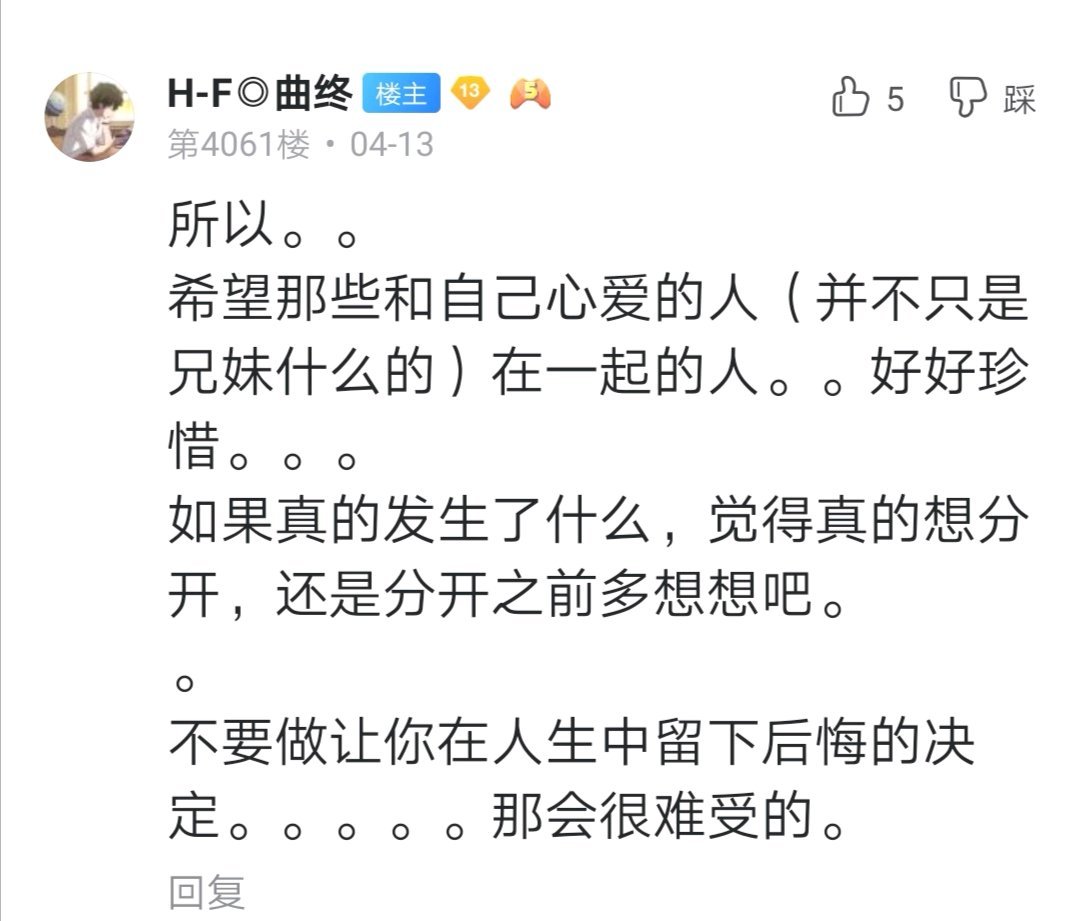 H-F◎曲终 楼主 13 5 5 踩
第4061楼 • 04-13
所以。。
希望那些和自己心爱的人（并不只是
兄妹什么的）在一起的人。。好好珍
惜。。。
如果真的发生了什么，觉得真的想分
开，还是分开之前多想想吧。
。
不要做让你在人生中留下后悔的决
定。。。。。那会很难受的。
回复